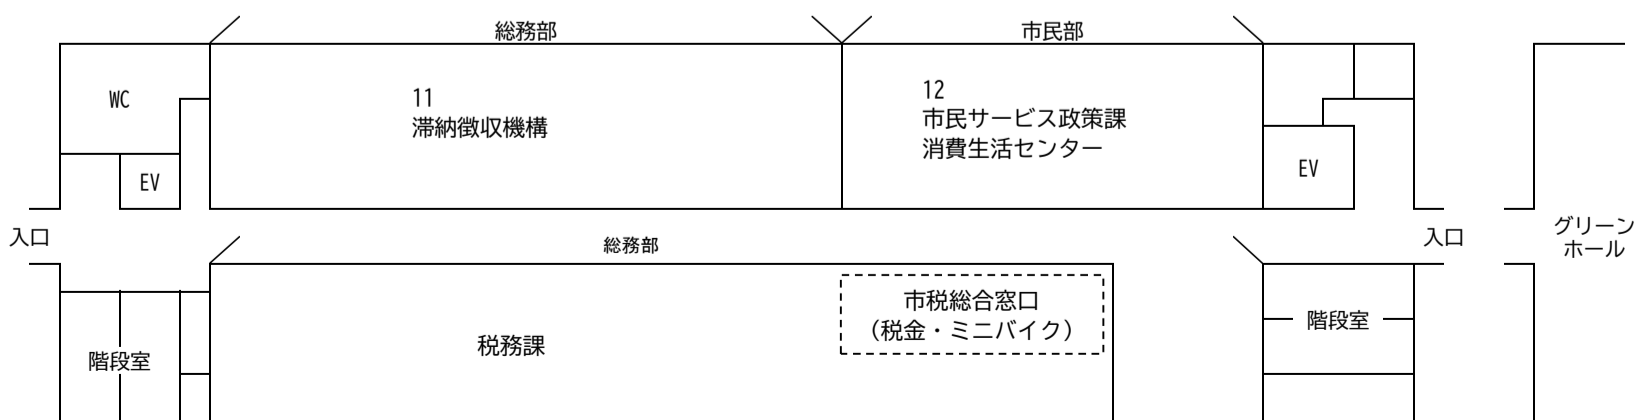 総務部
市民部
WC
11
滞納徴収機構
12
市民サービス政策課
消費生活センター
EV
EV
入口
総務部
入口
グリーン
ホール
市税総合窓口
（税金・ミニバイク）
税務課
階段室
階段室